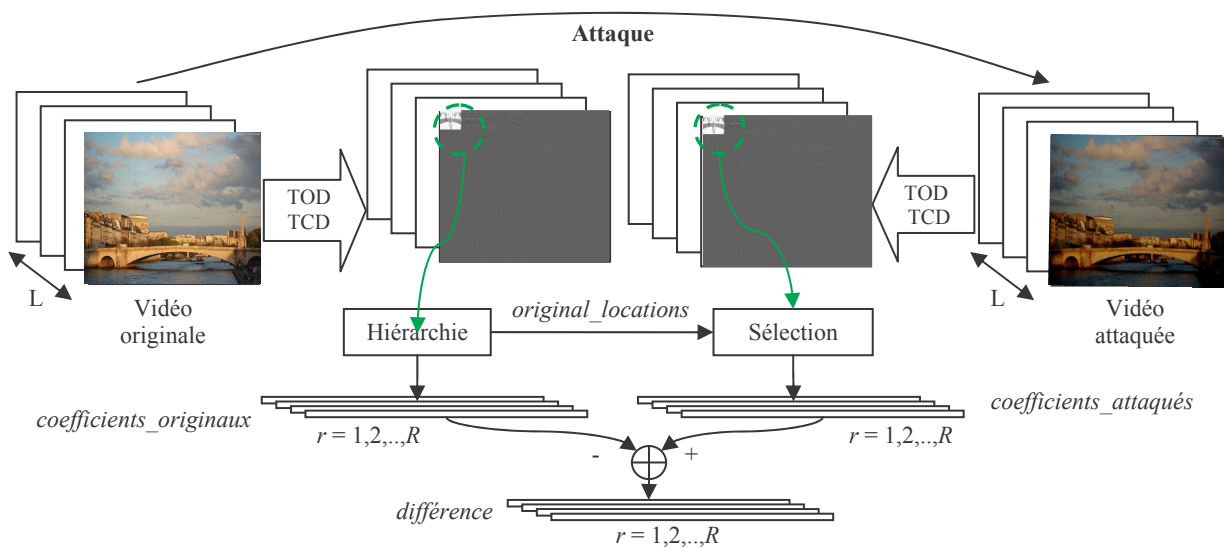 Attaque
TOD
TCD
TOD
TCD
L
Vidéo
originale
L
Vidéo
attaquée
original_locations
Hiérarchie
Sélection
coefficients_originaux
coefficients_attaqués
r = 1,2,..,R
r = 1,2,..,R
-
+
différence
r = 1,2,..,R